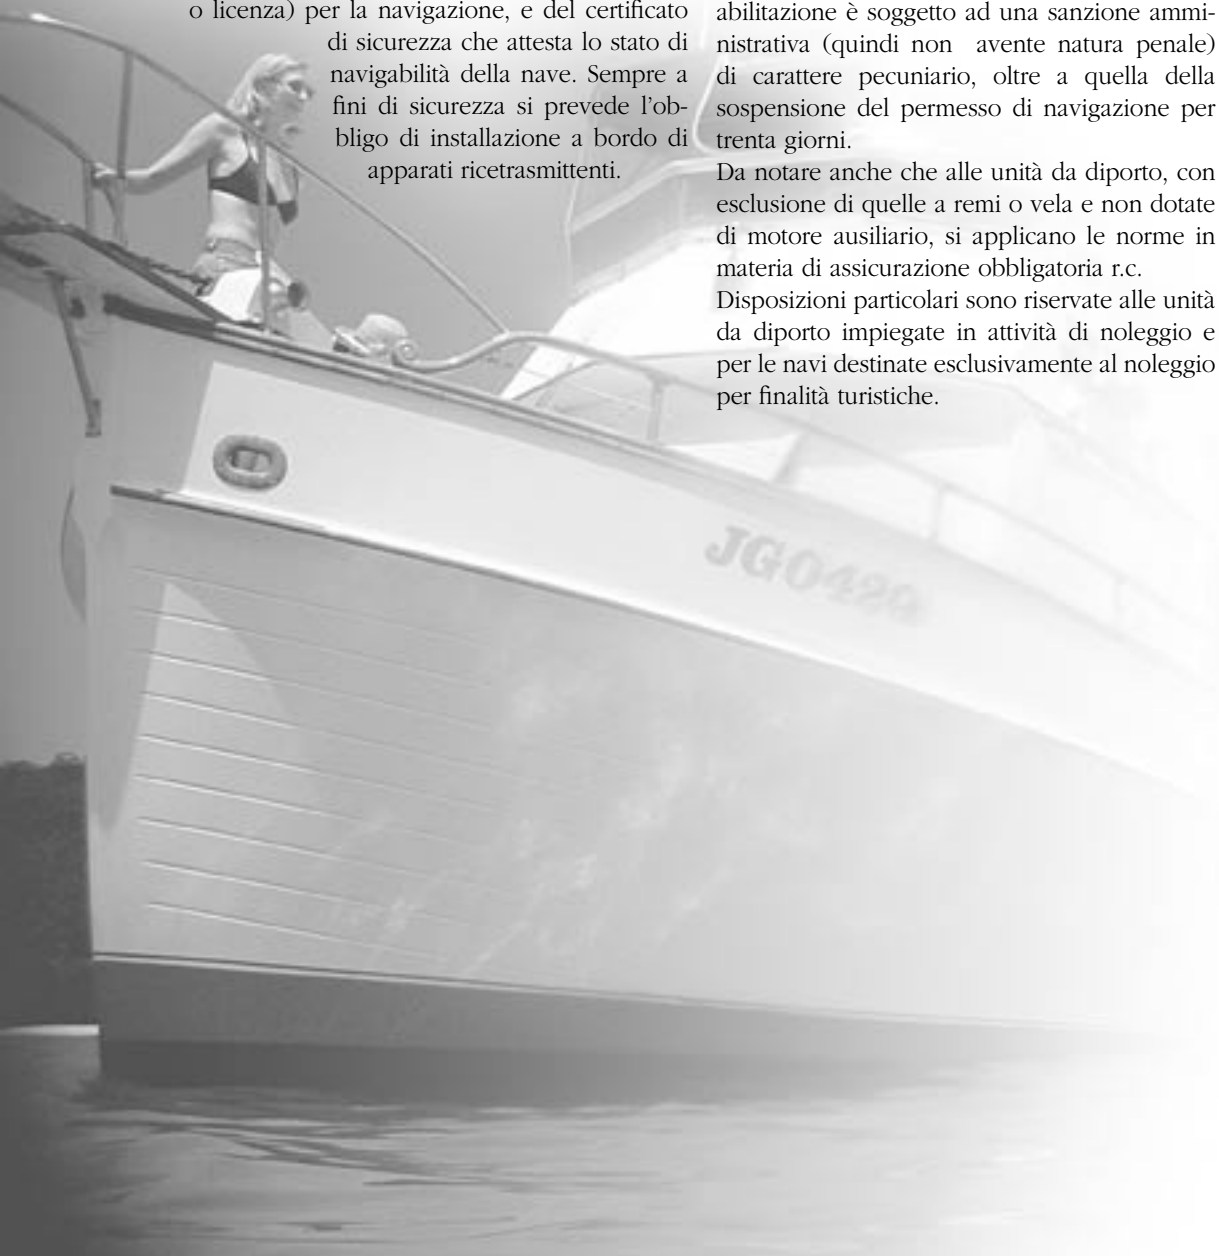 o licenza) per la navigazione, e del certificato
di sicurezza che attesta lo stato di
navigabilità della nave. Sempre a
fini di sicurezza si prevede l'ob-
bligo di installazione a bordo di
apparati ricetrasmittenti.
abilitazione è soggetto ad una sanzione ammi-
nistrativa (quindi non avente natura penale)
di carattere pecuniario, oltre a quella della
sospensione del permesso di navigazione per
trenta giorni.
Da notare anche che alle unità da diporto, con
esclusione di quelle a remi o vela e non dotate
di motore ausiliario, si applicano le norme in
materia di assicurazione obbligatoria r.c.
Disposizioni particolari sono riservate alle unità
da diporto impiegate in attività di noleggio e
per le navi destinate esclusivamente al noleggio
per finalità turistiche.
JG0429